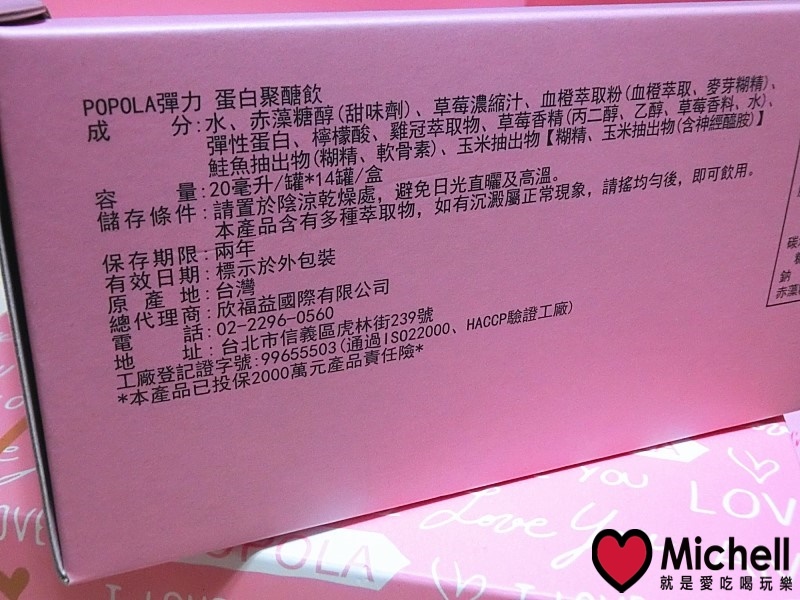 POPOLA彈力 蛋白聚醣飲
成分:水、赤藻糖醇(甜味劑)、草莓濃縮汁、血橙萃取粉(血橙萃取、麥芽糊精)、
彈性蛋白、檸檬酸、雞冠萃取物、草莓香精(丙二醇、乙醇、草莓香料、水)、
鮭魚抽出物(糊精、軟骨素)、玉米抽出物【糊精、玉米抽出物(含神經醯胺)】
容量:20毫升/罐*14罐/盒
儲存條件:請置於陰涼乾燥處,避免日光直曬及高溫。
本產品含有多種萃取物,如有沉澱屬正常現象,請搖均勻後,即可飲用。
保存期限:兩年
有效日期:標示於外包裝
原產地:台灣
總代理商:欣福益國際有限公司
電話:02-2296-0560
地址:台北市信義區虎林街239號
工廠登記證字號:99655503(通過ISO22000、HACCP驗證工廠)
*本產品已投保2000萬元產品責任險*
碳
鈉
赤藻
LOVE
YOU
LOV
Love You
POPOLA
I LOVE
Michell
就是愛吃喝玩樂